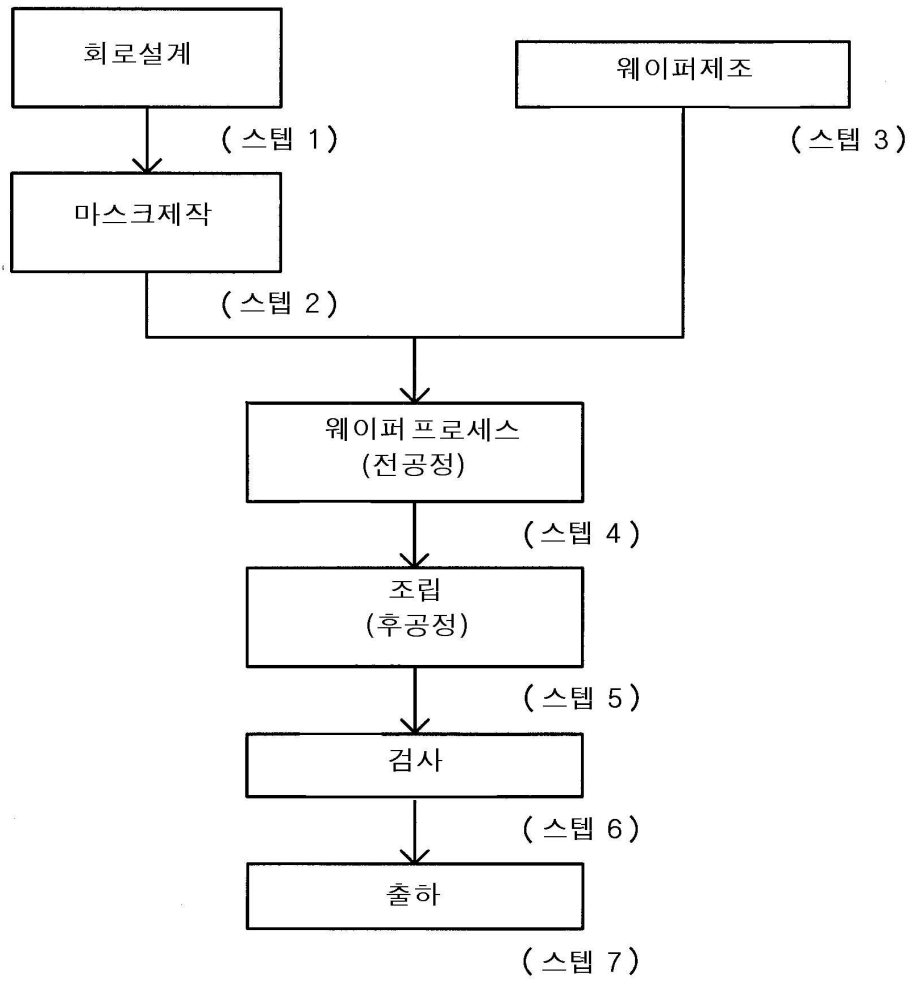 회로설계
(스텝 1)
웨이퍼제조
(스텝 3)
마스크제작
(스텝 2)
웨이퍼프로세스
(전공정)
(스텝 4)
조립
(후공정)
(스텝 5)
검사
(스텝 6)
출하
(스텝 7)